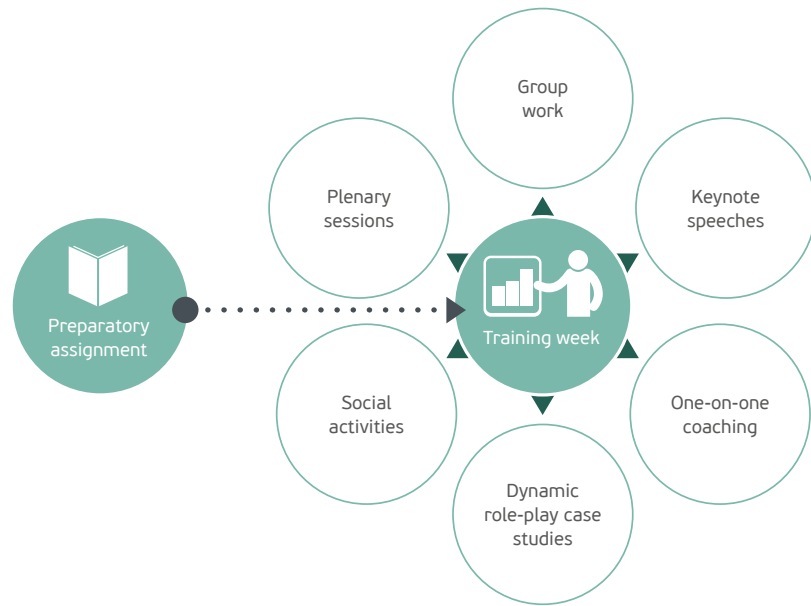 Group
work
Plenary
sessions
Keynote
speeches
Preparatory
assignment
Training week
Social
activities
One-on-one
coaching
Dynamic
role-play case
studies